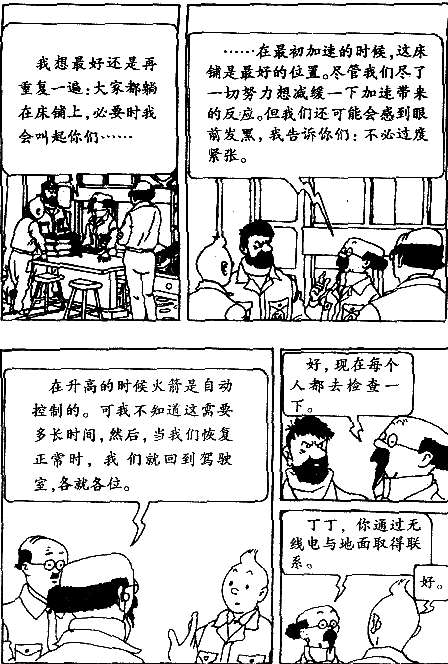 我想最好还是再
重复一遍：大家都躺
在床铺上，必要时我
会叫起你们……
……在最初加速的时候，这床
铺是最好的位置。尽管我们尽了
一切努力想减缓一下加速带来
的反应。但我们还可能会感到眼
前发黑，我告诉你们：不必过度
紧张。
在升高的时候火箭是自动
控制的。可我不知道这需要
多长时间，然后，当我们恢复
正常时，我们就回到驾驶
室，各就各位。
好，现在每个
人都去检查一
下。
丁丁，你通过无
线电与地面取得联
系。
好。